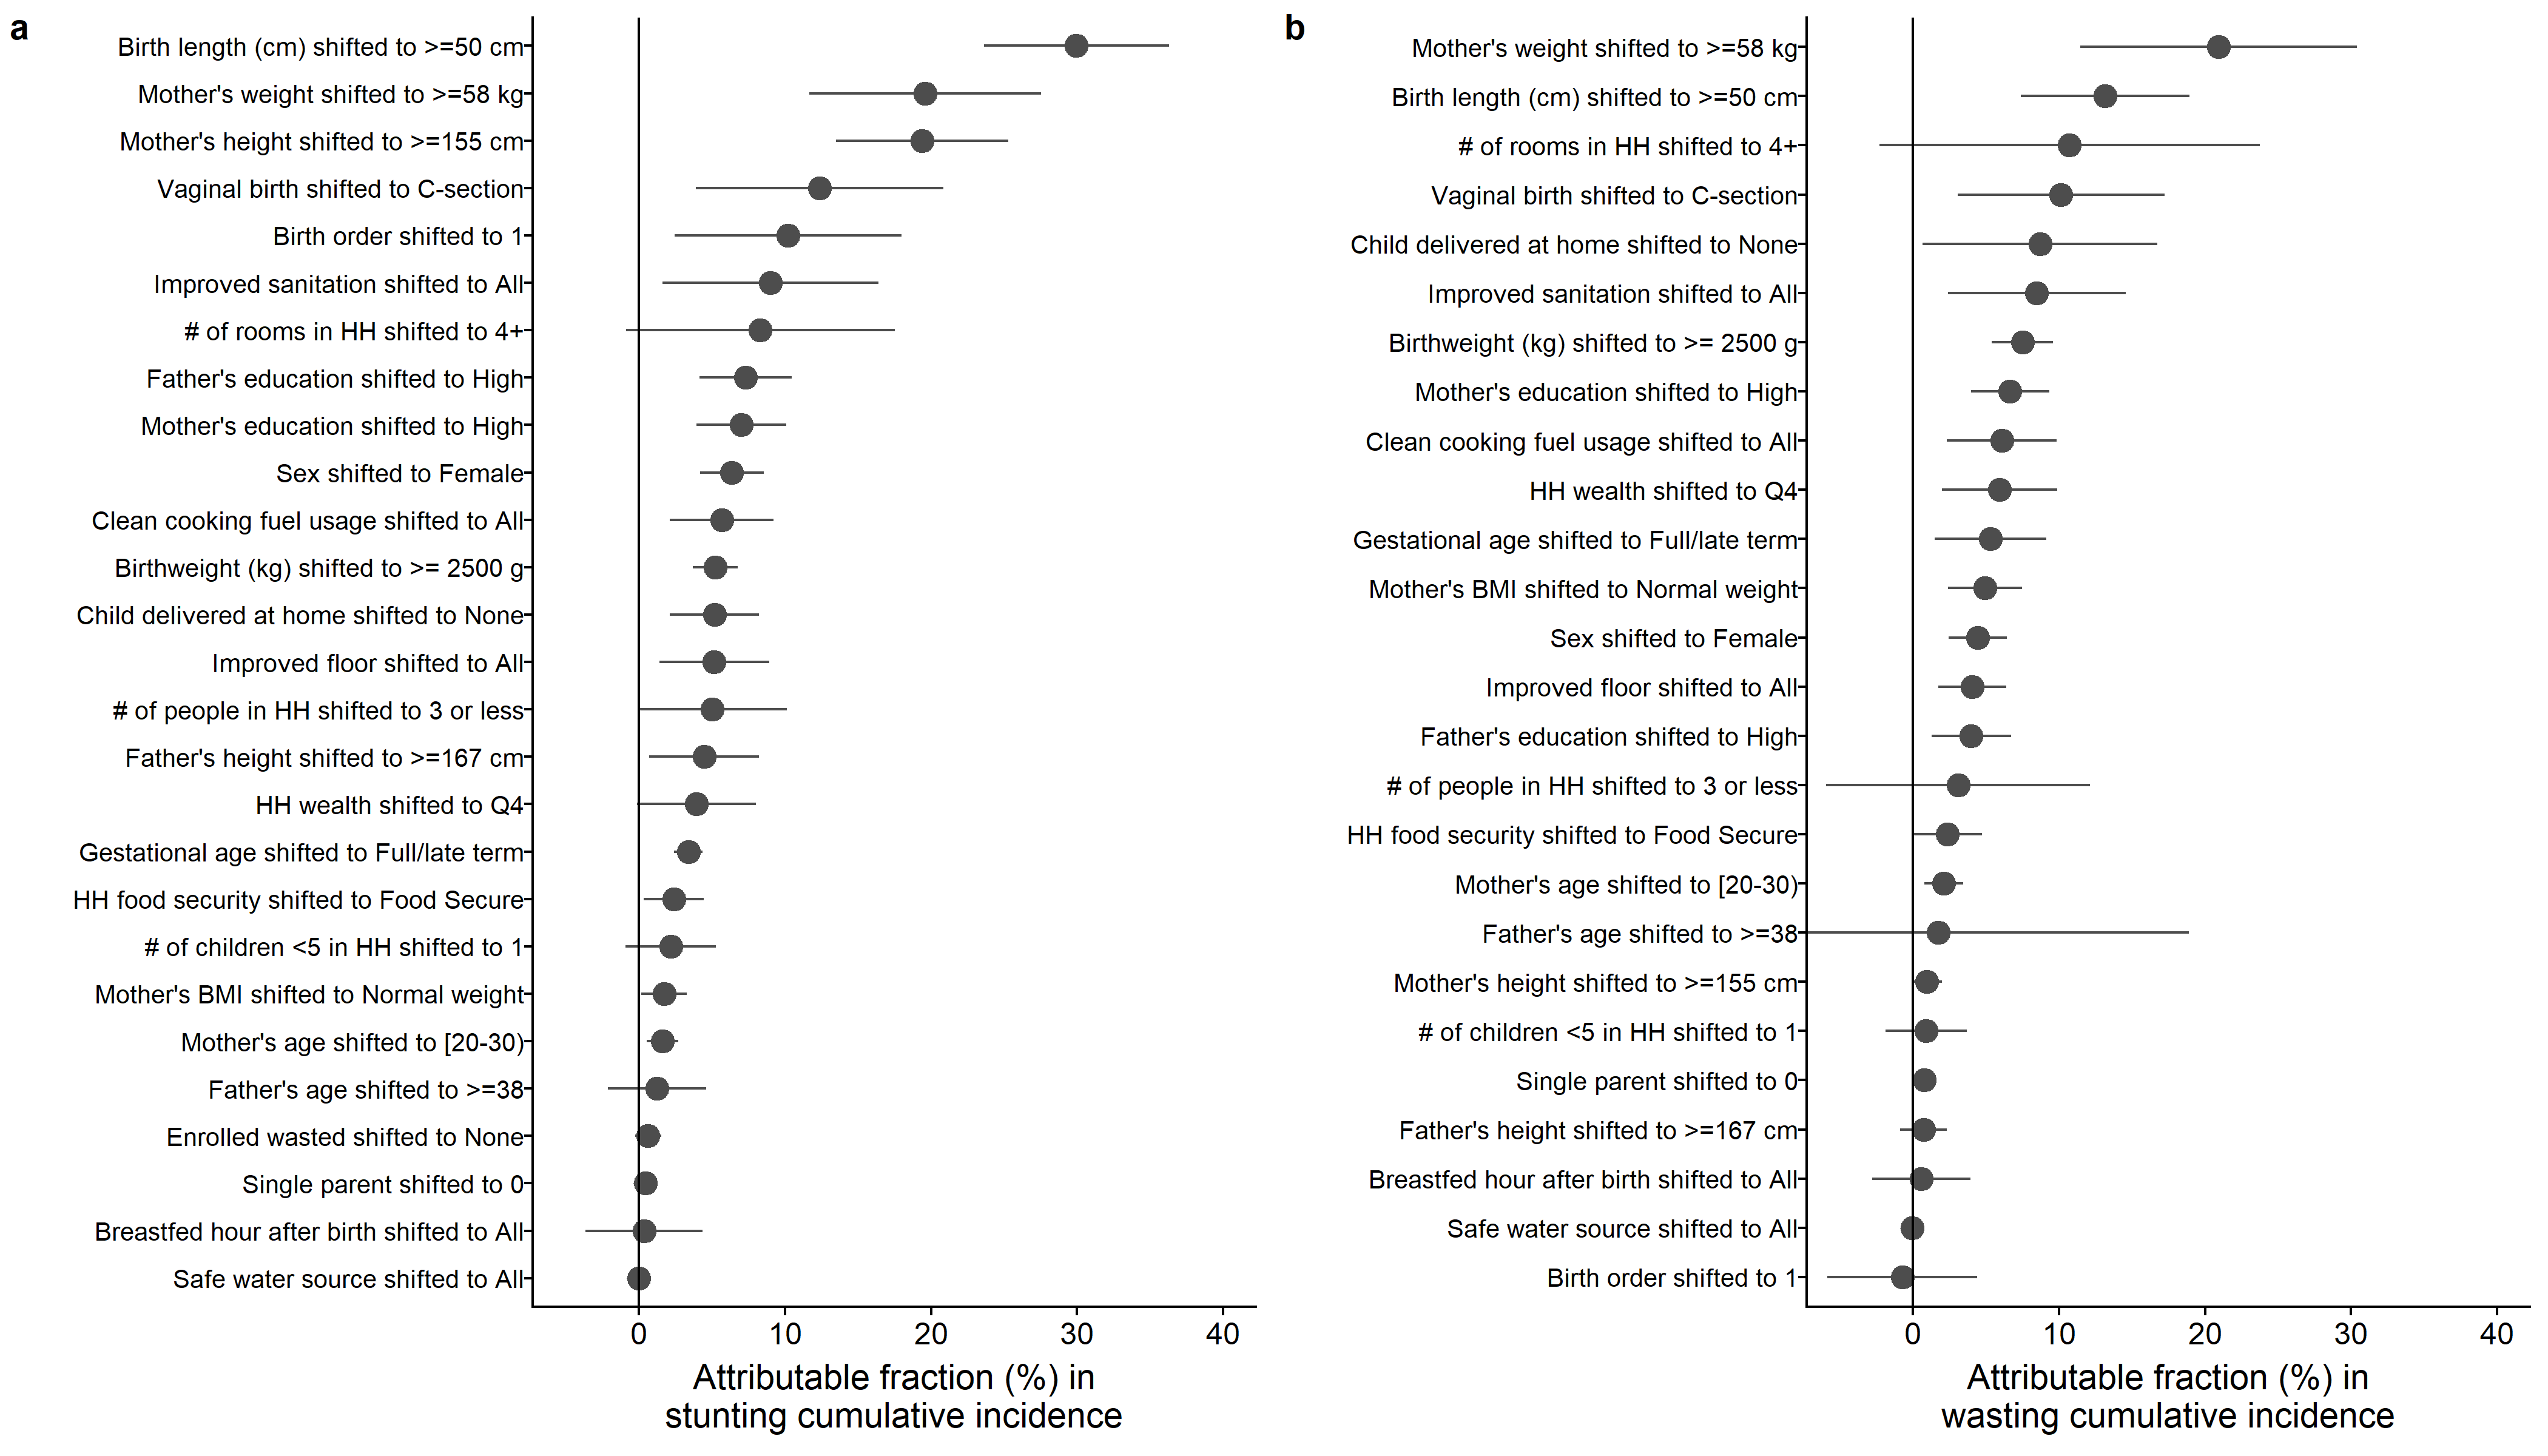 a
Birth length (cm) shifted to >=50 cm
Mother's weight shifted to >=58 kg
Mother's height shifted to >=155 cm
Vaginal birth shifted to C-section
Birth order shifted to 1
Improved sanitation shifted to All
# of rooms in HH shifted to 4+
Father's education shifted to High
Mother's education shifted to High
Sex shifted to Female
Clean cooking fuel usage shifted to All
Birthweight (kg) shifted to >= 2500 g
Child delivered at home shifted to None
Improved floor shifted to All
# of people in HH shifted to 3 or less
Father's height shifted to >=167 cm
HH wealth shifted to Q4
Gestational age shifted to Full/late term
HH food security shifted to Food Secure
# of children <5 in HH shifted to 1
Mother's BMI shifted to Normal weight
Mother's age shifted to [20-30)
Father's age shifted to >=38
Enrolled wasted shifted to None
Single parent shifted to 0
Breastfed hour after birth shifted to All
Safe water source shifted to All
0 10 20 30 40
Attributable fraction (%) in
stunting cumulative incidence
b
Mother's weight shifted to >=58 kg
Birth length (cm) shifted to >=50 cm
# of rooms in HH shifted to 4+
Vaginal birth shifted to C-section
Child delivered at home shifted to None
Improved sanitation shifted to All
Birthweight (kg) shifted to >= 2500 g
Mother's education shifted to High
Clean cooking fuel usage shifted to All
HH wealth shifted to Q4
Gestational age shifted to Full/late term
Mother's BMI shifted to Normal weight
Sex shifted to Female
Improved floor shifted to All
Father's education shifted to High
# of people in HH shifted to 3 or less
HH food security shifted to Food Secure
Mother's age shifted to [20-30)
Father's age shifted to >=38
Mother's height shifted to >=155 cm
# of children <5 in HH shifted to 1
Single parent shifted to 0
Father's height shifted to >=167 cm
Breastfed hour after birth shifted to All
Safe water source shifted to All
Birth order shifted to 1
0 10 20 30 40
Attributable fraction (%) in
wasting cumulative incidence